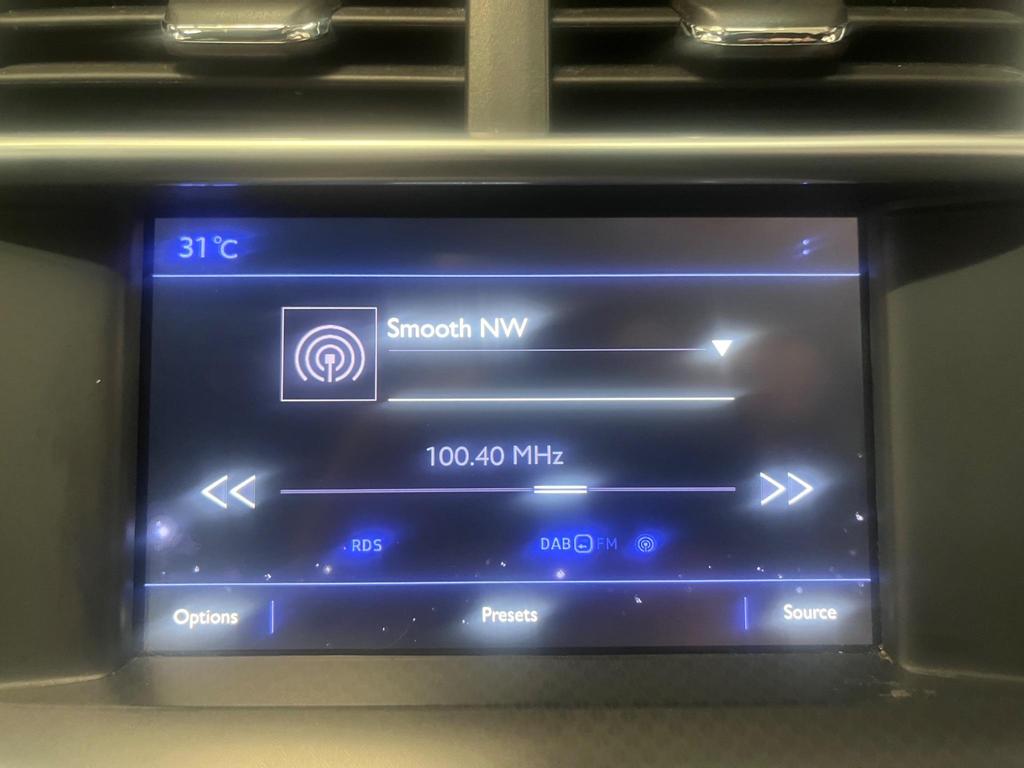 31°C
Smooth NW
100.40 MHz
RDS DAB FM
Options Presets Source